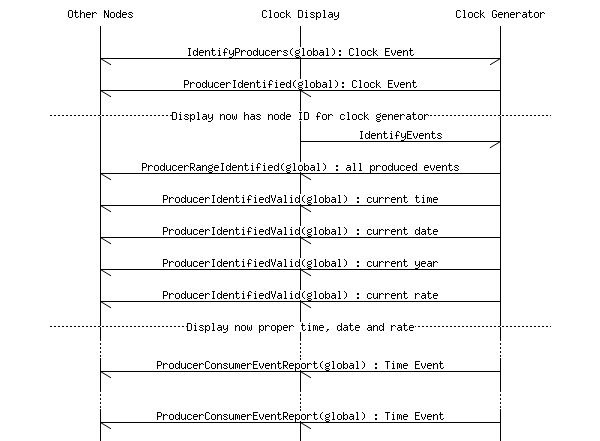 Other Nodes Clock Display Clock Generator
IdentifyProducers(global): Clock Event
ProducerIdentified(global): Clock Event
Display now has node ID for clock generator
IdentifyEvents
ProducerRangeIdentified(global) : all produced events
ProducerIdentifiedValid(global) : current time
ProducerIdentifiedValid(global) : current date
ProducerIdentifiedValid(global) : current year
ProducerIdentifiedValid(global) : current rate
Display now proper time, date and rate
ProducerConsumerEventReport(global) : Time Event
ProducerConsumerEventReport(global) : Time Event